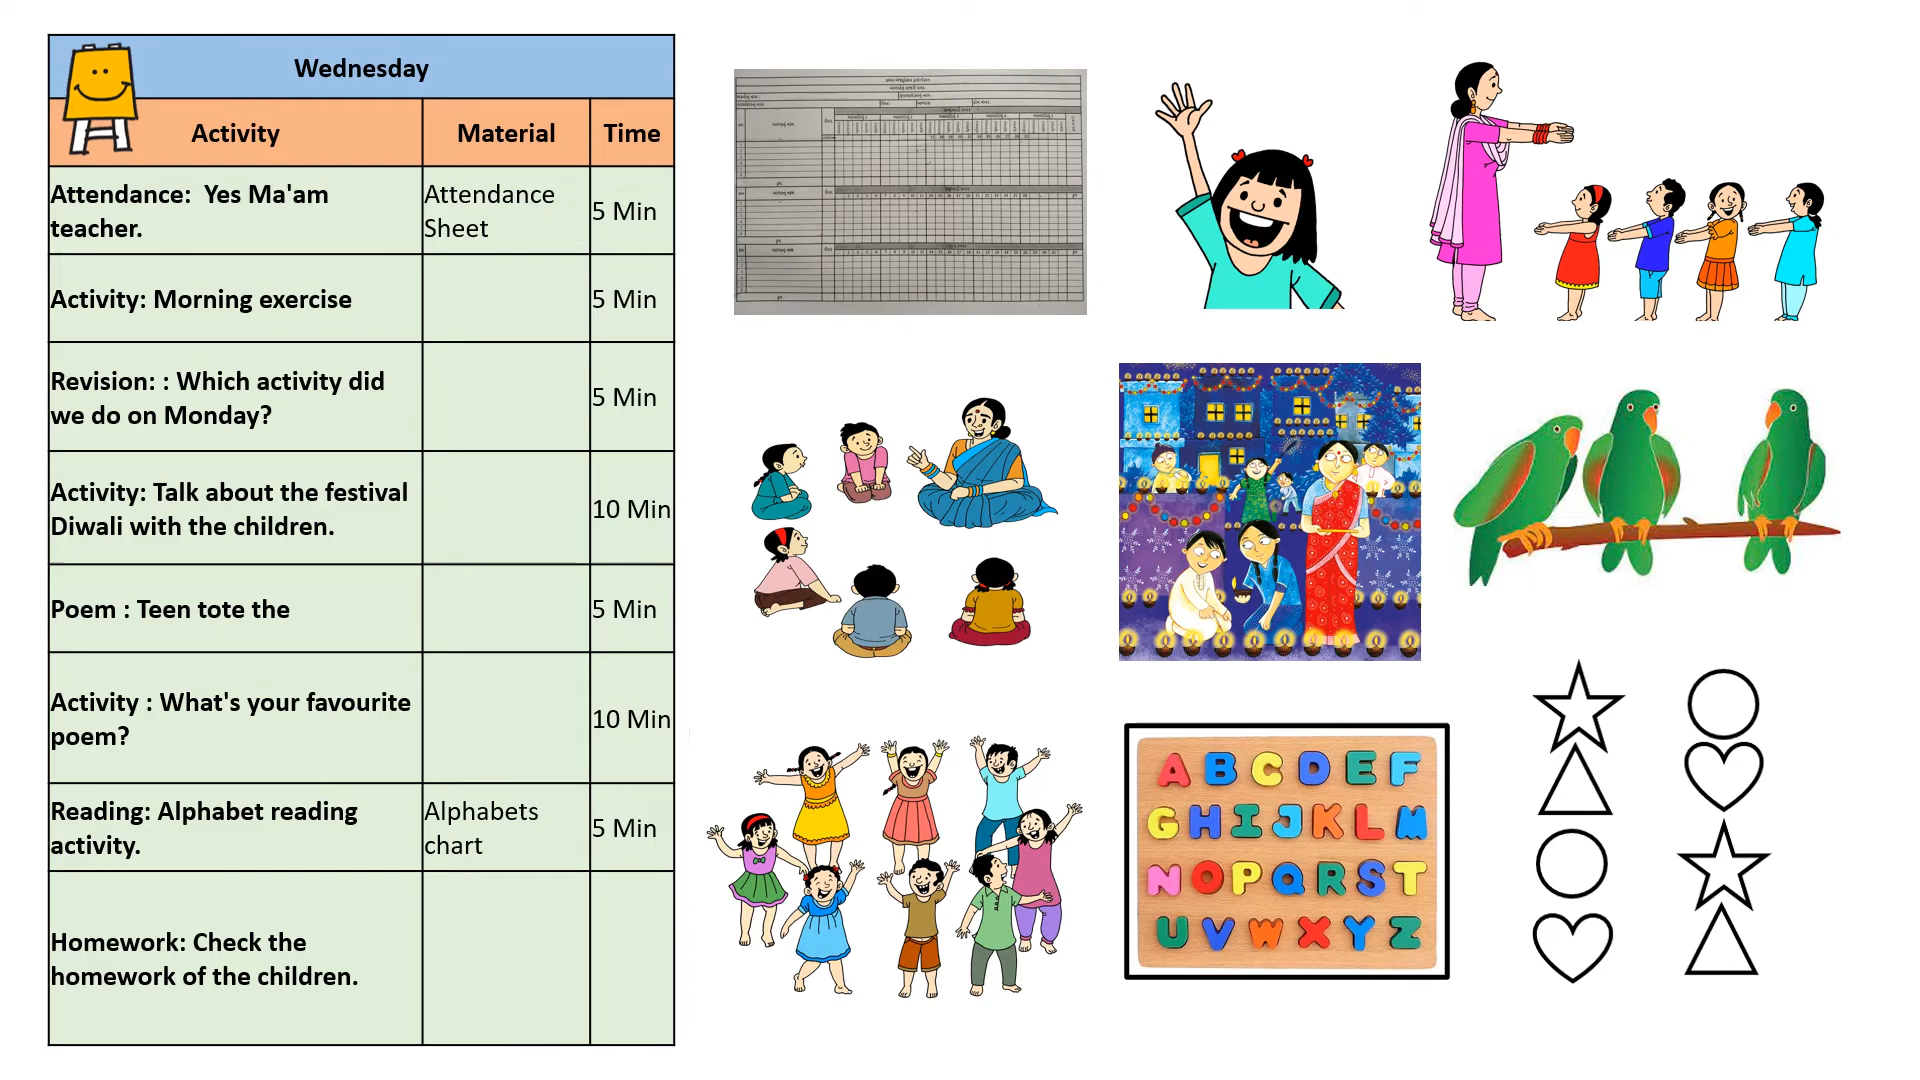 Wednesday
Activity
Material
Time
Attendance:  Yes Ma'am
teacher.
Attendance
Sheet
5 Min
Activity: Morning exercise
5 Min
Revision: : Which activity did
we do on Monday?
5 Min
Activity: Talk about the festival
Diwali with the children.
10 Min
Poem : Teen tote the
5 Min
Activity : What's your favourite
poem?
10 Min
Reading: Alphabet reading
activity.
Alphabets
chart
5 Min
Homework: Check the
homework of the children.
A B C D E F
G H I J K L M
N O P Q R S T
U V W X Y Z